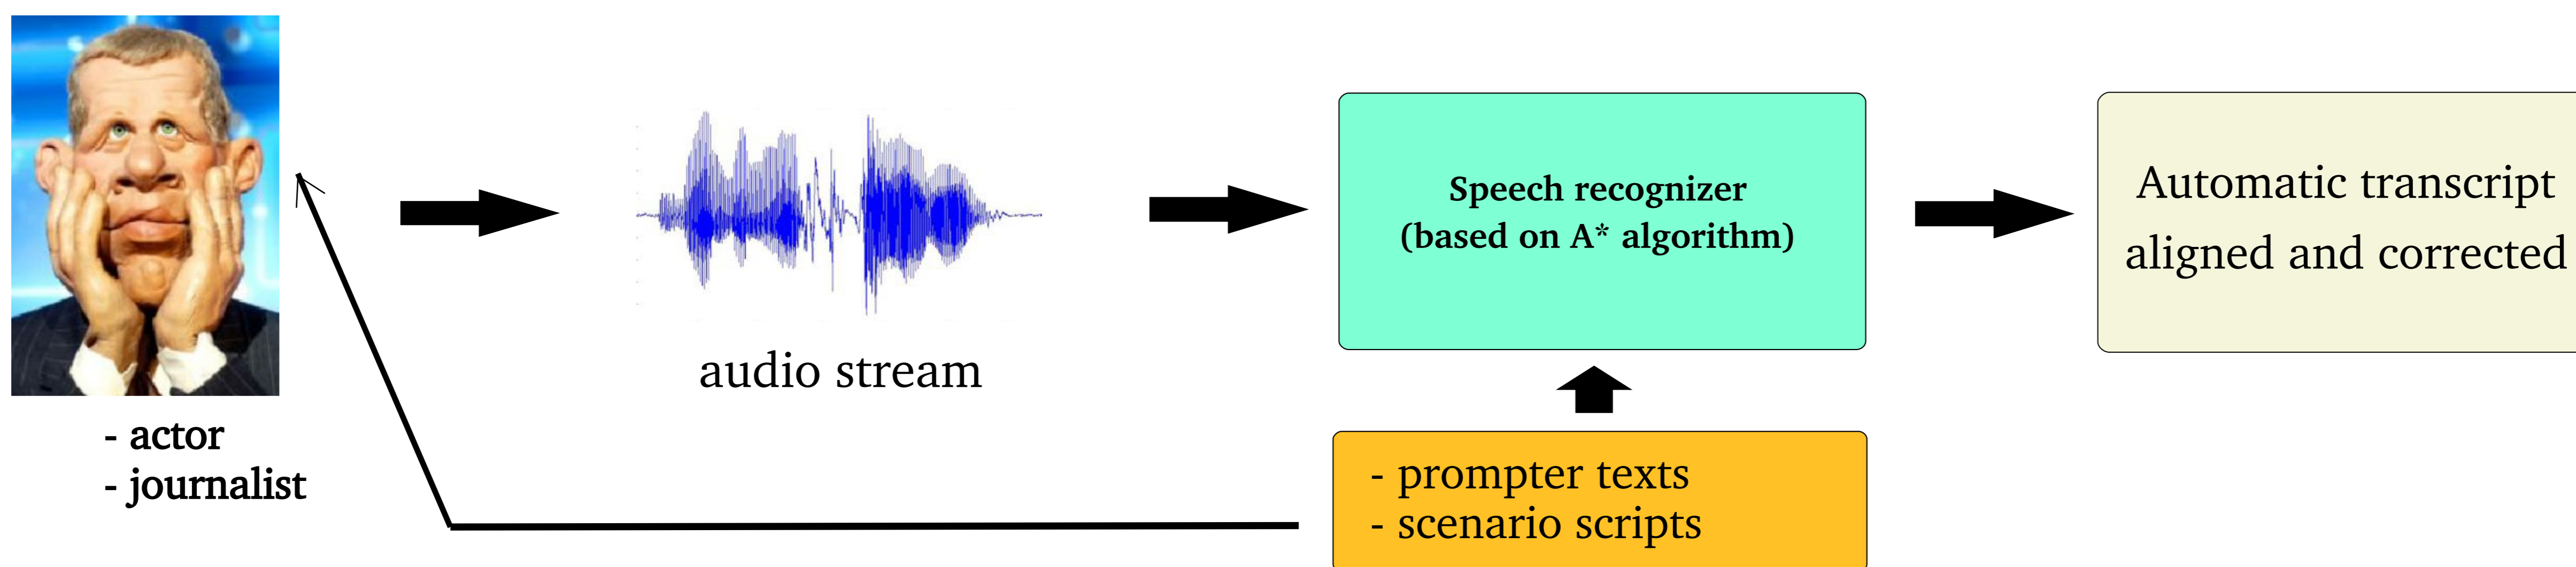 - actor
- journalist
audio stream
Speech recognizer
(based on A* algorithm)
- prompter texts
- scenario scripts
Automatic transcript
aligned and corrected